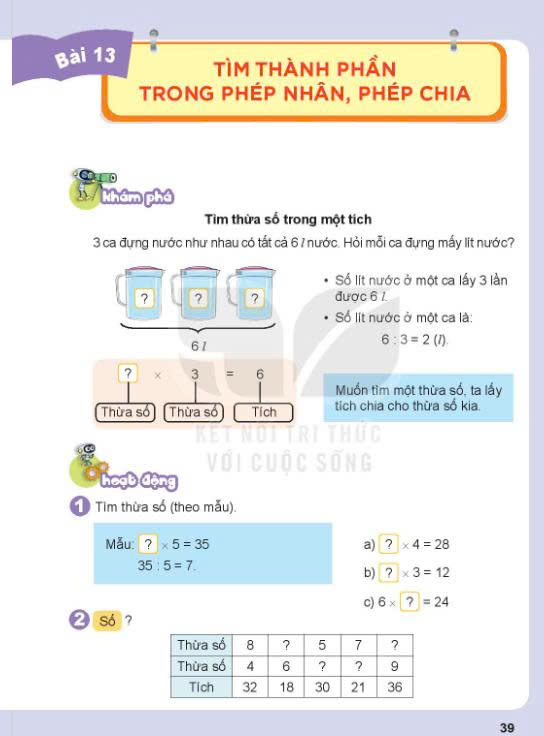 Bài 13
TÌM THÀNH PHẦN
TRONG PHÉP NHÂN, PHÉP CHIA
khám phá
Tìm thừa số trong một tích
3 ca đựng nước như nhau có tất cả 6 l nước. Hỏi mỗi ca đựng mấy lít nước?
? ? ?
6 l
• Số lít nước ở một ca lấy 3 lần
được 6 l.
• Số lít nước ở một ca là:
6 : 3 = 2 (l).
? × 3 = 6
Thừa số Thừa số Tích
Muốn tìm một thừa số, ta lấy
tích chia cho thừa số kia.
KẾT NỐI TRI THỨC
VỚI CUỘC SỐNG
hoạt động
1 Tìm thừa số (theo mẫu).
Mẫu: ? × 5 = 35
35 : 5 = 7.
a) ? × 4 = 28
b) ? × 3 = 12
c) 6 × ? = 24
2 Số ?
Thừa số 8 ? 5 7 ?
Thừa số 4 6 ? ? 9
Tích 32 18 30 21 36
39